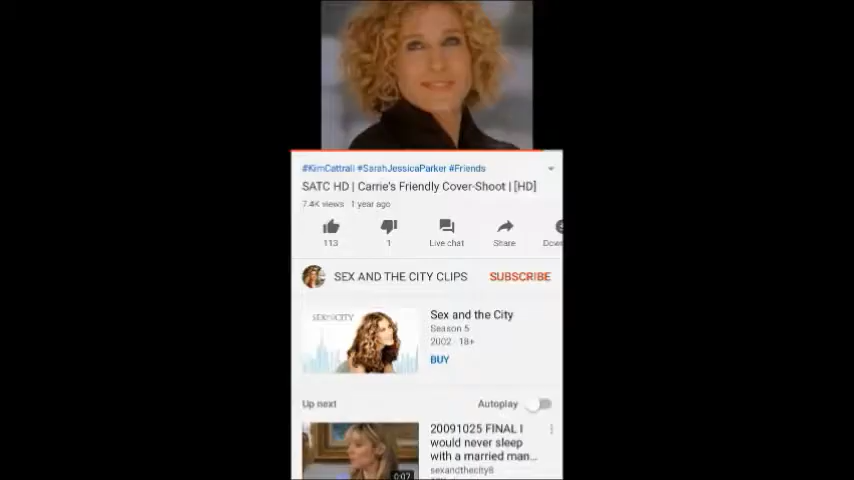 #KimCattrall #SarahJessicaParker #Friends
SATC HD | Carrie's Friendly Cover-Shoot | [HD]
7.4K views 1 year ago
113
1
Live chat
Share
SEX AND THE CITY CLIPS
SUBSCRIBE
SEX AND THE CITY
Sex and the City
Season 5
2002 · 18+
BUY
Up next
Autoplay
20091025 FINAL I
would never sleep
with a married man...
sexandthecity8
0:07